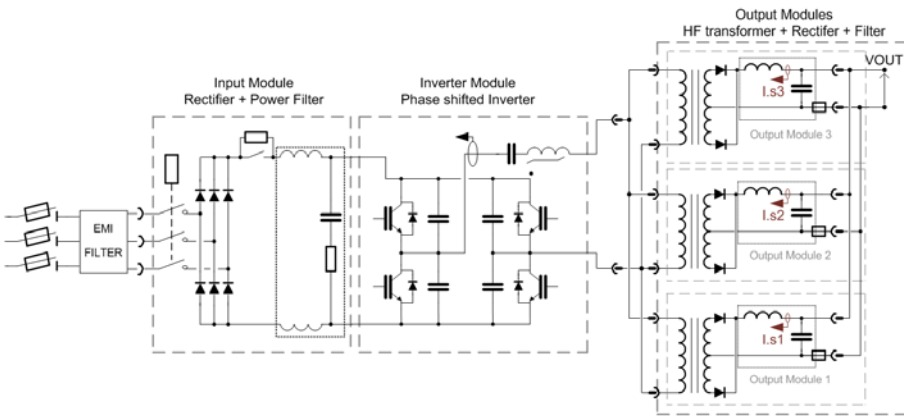 Output Modules
HF transformer + Rectifer + Filter
VOUT
Input Module
Rectifier + Power Filter
Inverter Module
Phase shifted Inverter
I.s3
Output Module 3
EMI
FILTER
I.s2
Output Module 2
I.s1
Output Module 1